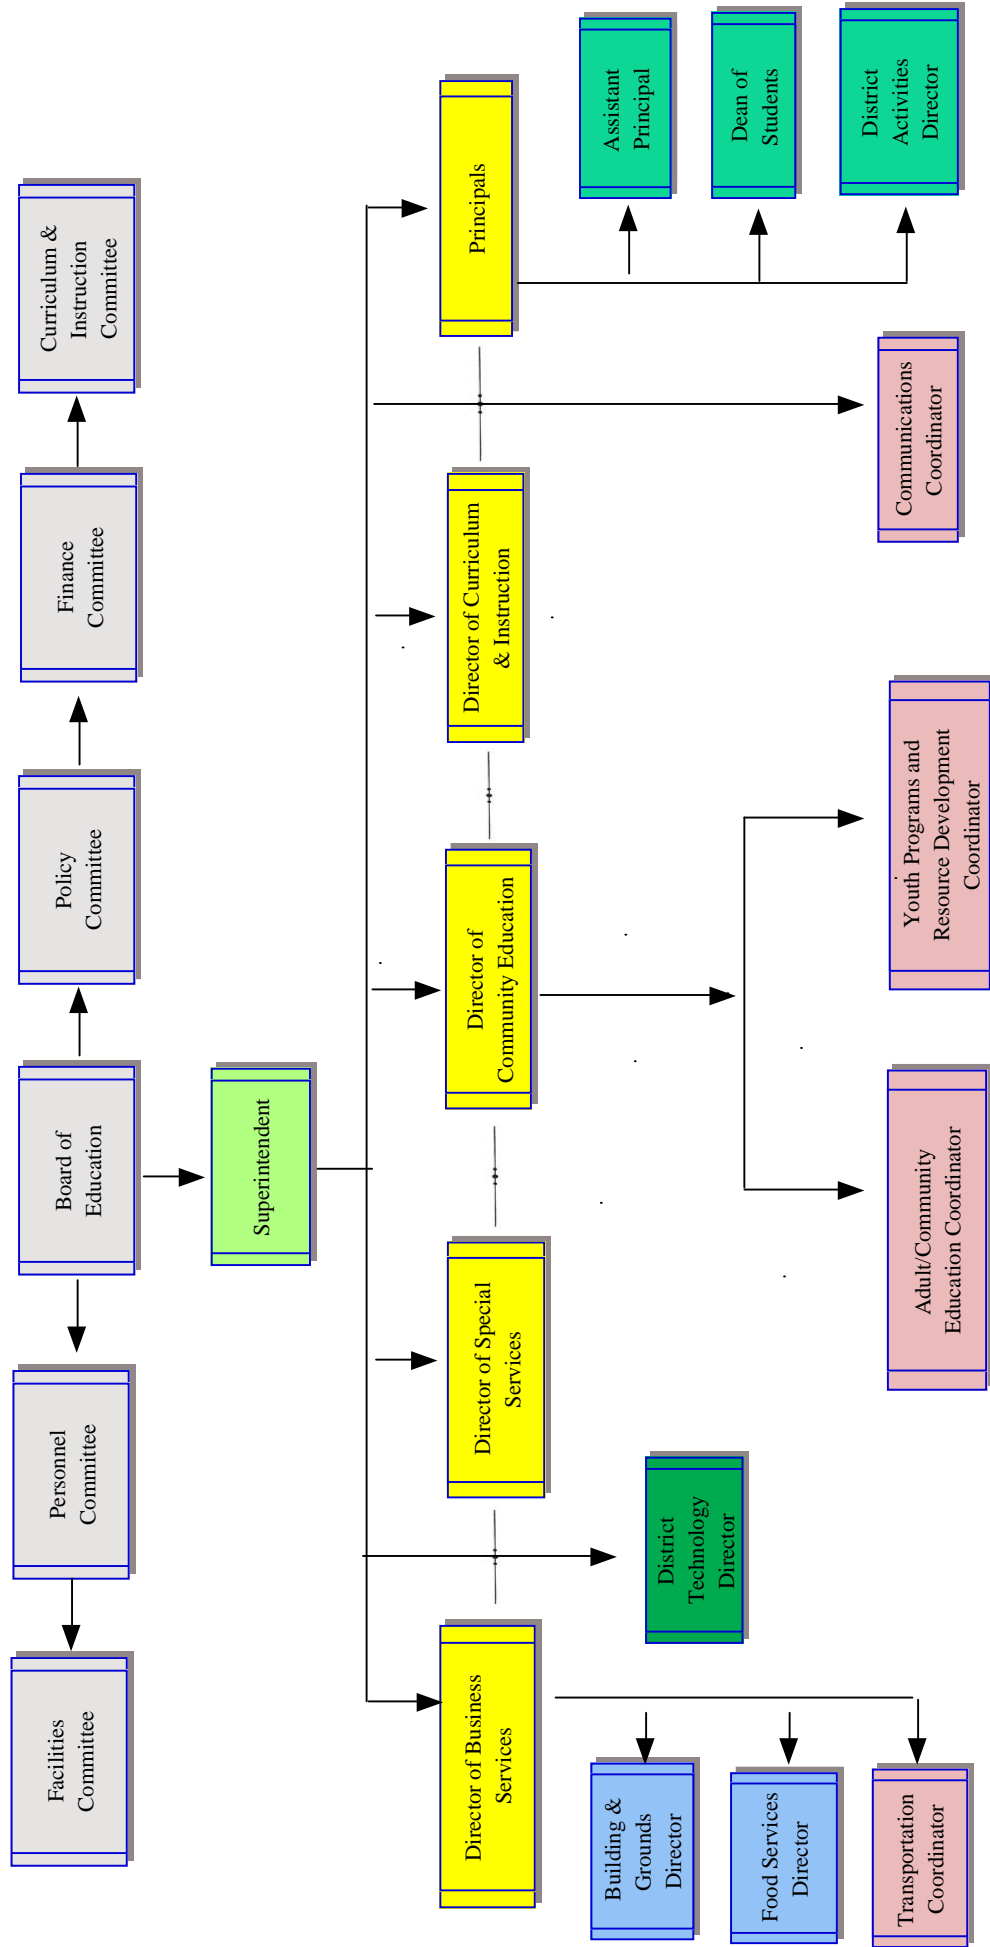 Facilities
Committee
Personnel
Committee
Board of
Education
Policy
Committee
Finance
Committee
Curriculum &
Instruction
Committee
Superintendent
Director of Business
Services
Director of Special
Services
Director of
Community Education
Director of Curriculum
& Instruction
Principals
Building &
Grounds
Director
Food Services
Director
Transportation
Coordinator
District
Technology
Director
Adult/Community
Education Coordinator
Youth Programs and
Resource Development
Coordinator
Communications
Coordinator
Assistant
Principal
Dean of
Students
District
Activities
Director